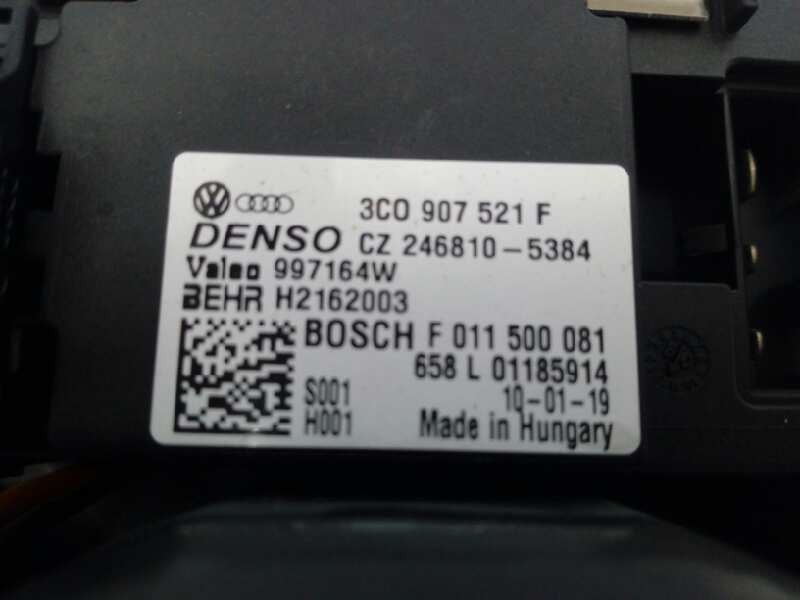 3C0 907 521 F
DENSO CZ 246810-5384
Valeo 997164W
BEHR H2162003
BOSCH F 011 500 081
658 L 01185914
S001 10-01-19
H001 Made in Hungary